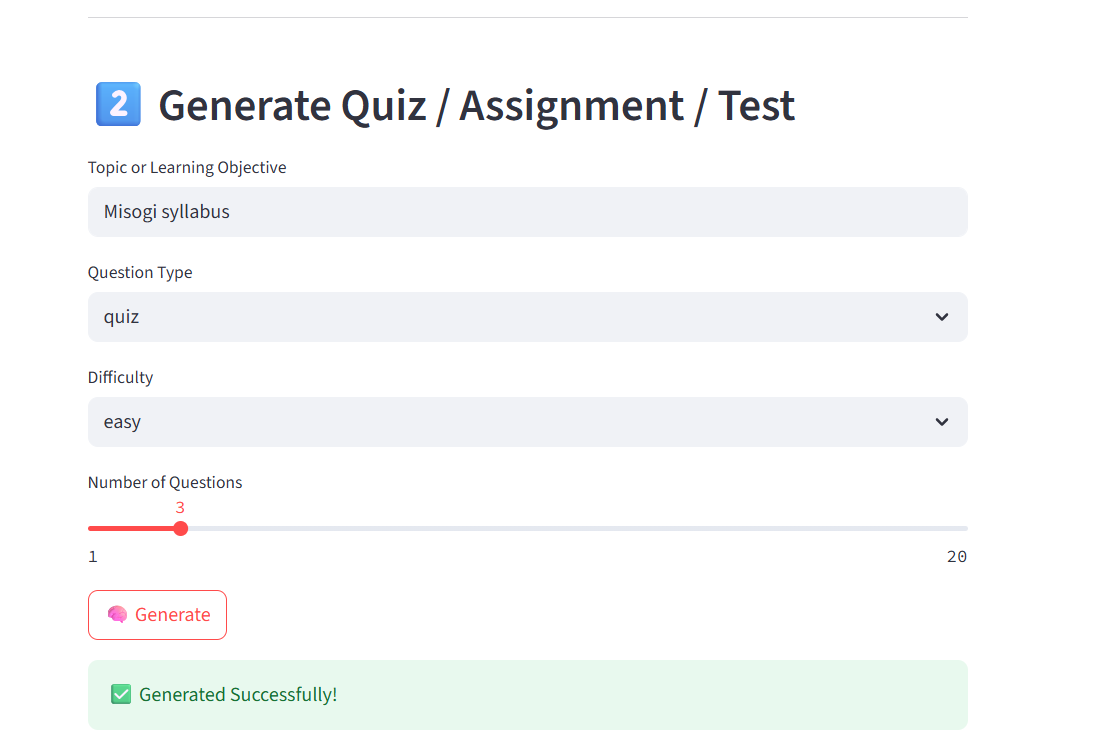 2 Generate Quiz / Assignment / Test
Topic or Learning Objective
Misogi syllabus
Question Type
quiz
Difficulty
easy
Number of Questions
3
1 20
Generate
Generated Successfully!